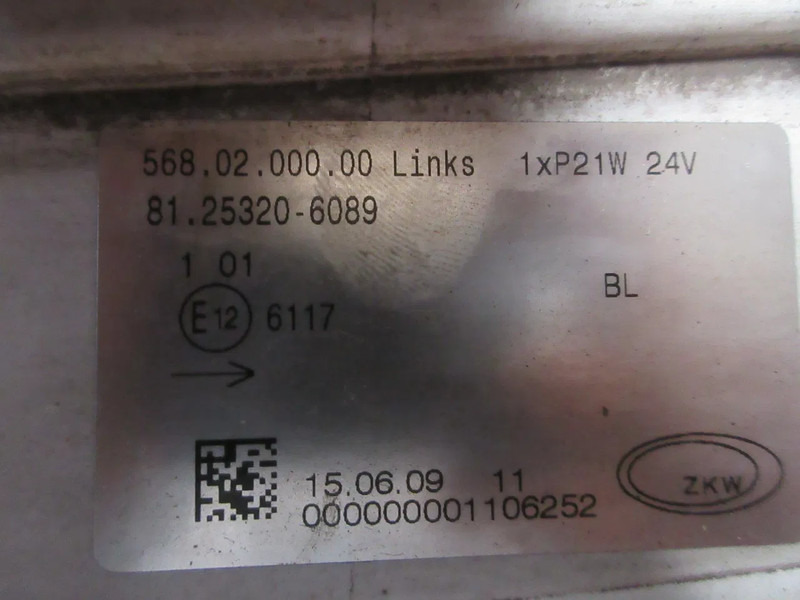 568.02.000.00 Links 1xP21W 24V
81.25320-6089
1 01
E12 6117
BL
15.06.09 11
000000001106252
ZKW